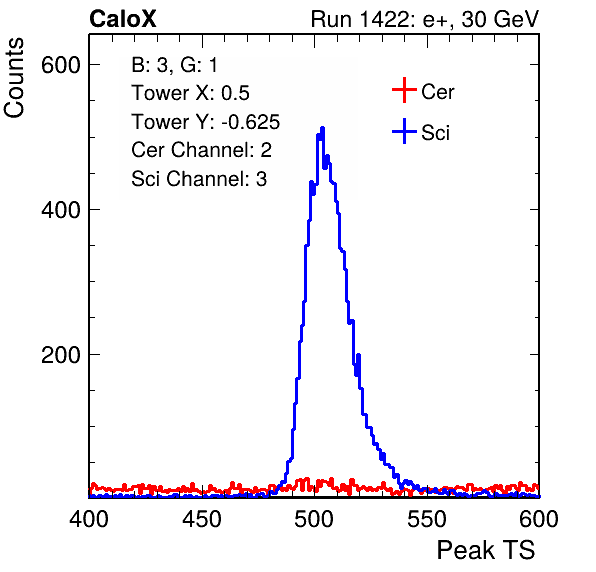 CaloX
Run 1422: e+, 30 GeV
Counts
600
400
200
B: 3, G: 1
Tower X: 0.5
Tower Y: -0.625
Cer Channel: 2
Sci Channel: 3
Cer
Sci
400
450
500
550
600
Peak TS